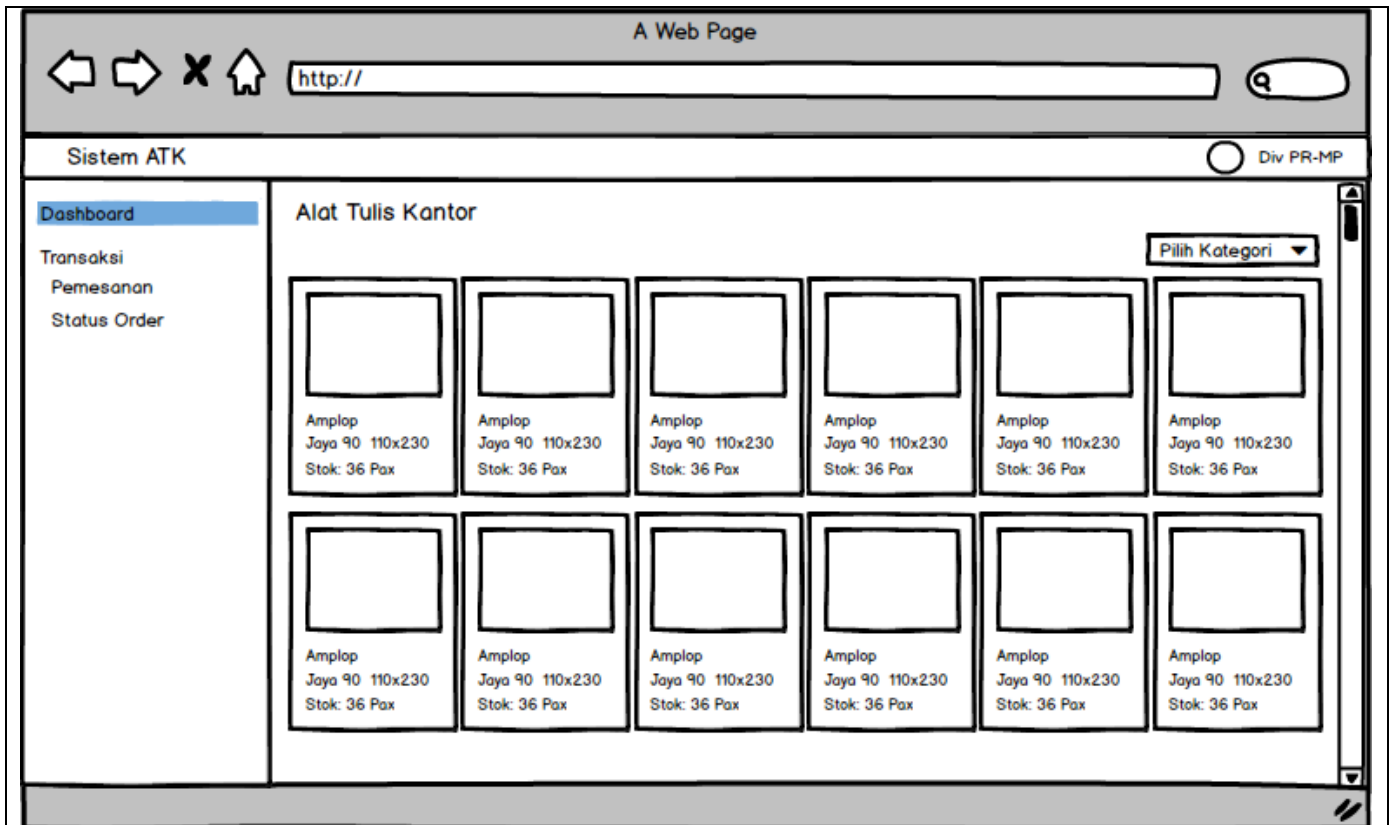 A Web Page
http://
Sistem ATK
Div PR-MP
Dashboard
Transaksi
Pemesanan
Status Order
Alat Tulis Kantor
Pilih Kategori
Amplop
Jaya 90 110x230
Stok: 36 Pax
Amplop
Jaya 90 110x230
Stok: 36 Pax
Amplop
Jaya 90 110x230
Stok: 36 Pax
Amplop
Jaya 90 110x230
Stok: 36 Pax
Amplop
Jaya 90 110x230
Stok: 36 Pax
Amplop
Jaya 90 110x230
Stok: 36 Pax
Amplop
Jaya 90 110x230
Stok: 36 Pax
Amplop
Jaya 90 110x230
Stok: 36 Pax
Amplop
Jaya 90 110x230
Stok: 36 Pax
Amplop
Jaya 90 110x230
Stok: 36 Pax
Amplop
Jaya 90 110x230
Stok: 36 Pax
Amplop
Jaya 90 110x230
Stok: 36 Pax